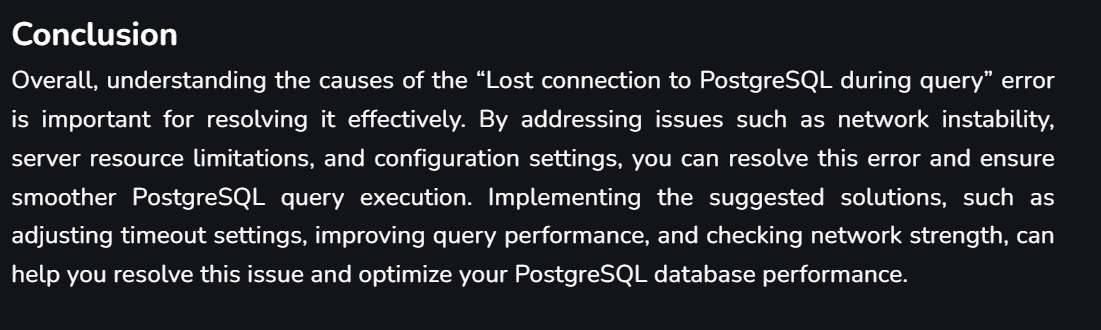 Conclusion
Overall, understanding the causes of the “Lost connection to PostgreSQL during query” error
is important for resolving it effectively. By addressing issues such as network instability,
server resource limitations, and configuration settings, you can resolve this error and ensure
smoother PostgreSQL query execution. Implementing the suggested solutions, such as
adjusting timeout settings, improving query performance, and checking network strength, can
help you resolve this issue and optimize your PostgreSQL database performance.